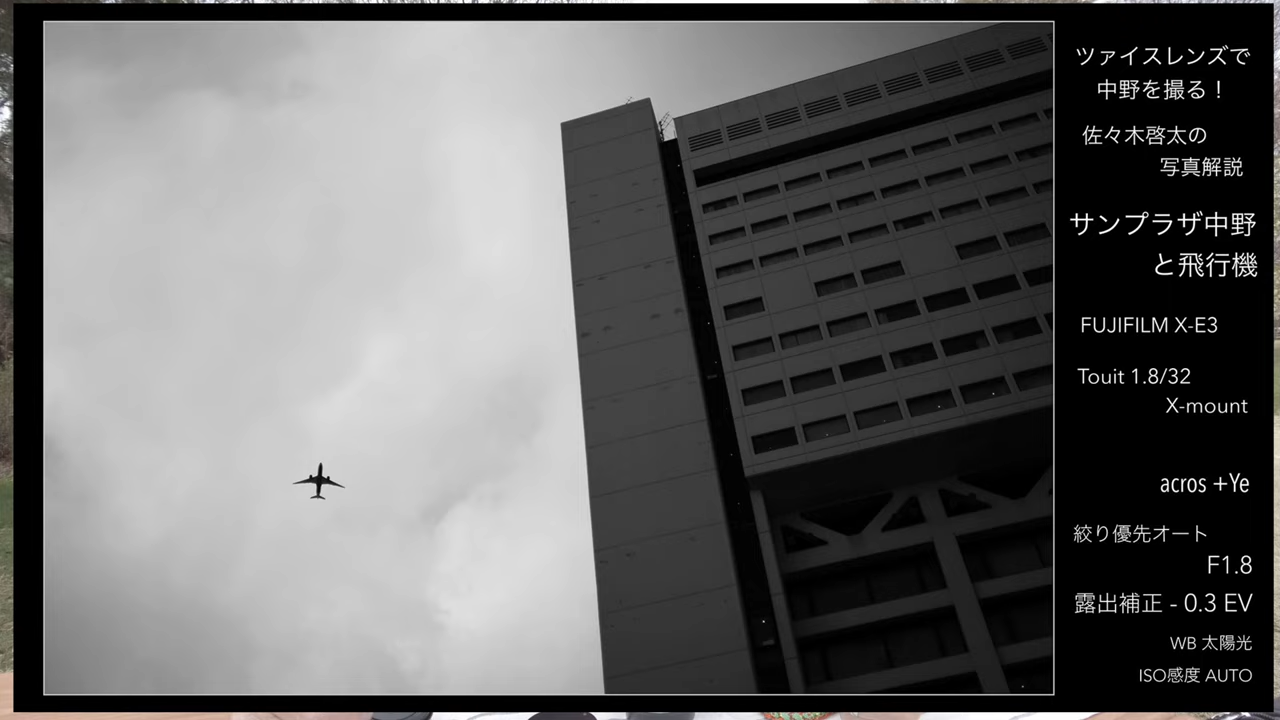 ツァイスレンズで
中野を撮る！
佐々木啓太の
写真解説
サンプラザ中野
と飛行機
FUJIFILM X-E3
Touit 1.8/32
X-mount
acros +Ye
絞り優先オート
F1.8
露出補正 - 0.3 EV
WB 太陽光
ISO感度 AUTO